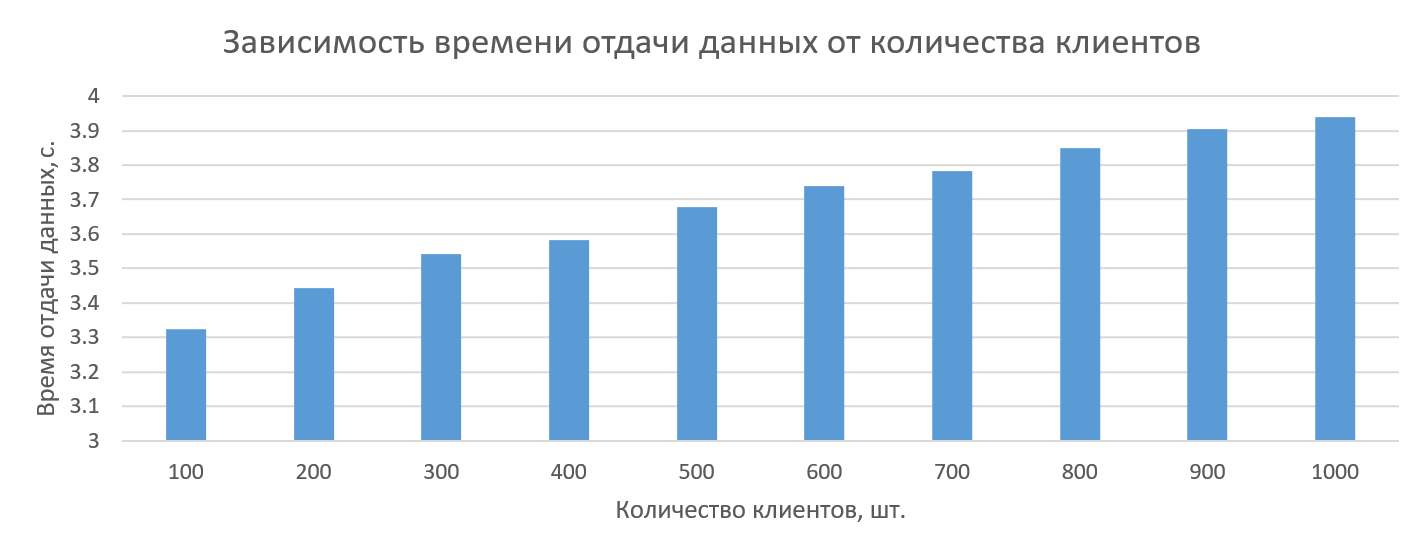 Зависимость времени отдачи данных от количества клиентов
Время отдачи данных, с.
4
3.9
3.8
3.7
3.6
3.5
3.4
3.3
3.2
3.1
3
100 200 300 400 500 600 700 800 900 1000
Количество клиентов, шт.